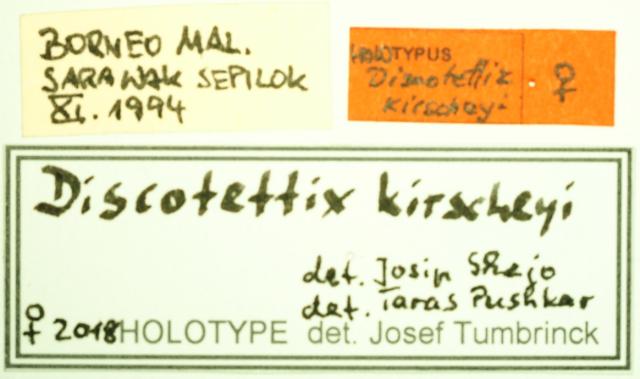 BORNEO MAL.
SARAWAK SEPILOK
XI. 1994
HOLOTYPUS
Discotettix
kirscheyi
♀
Discotettix kirscheyi
det. Josip Skejo
det. Taras Pushkar
♀ 2018 HOLOTYPE det. Josef Tumbrinck